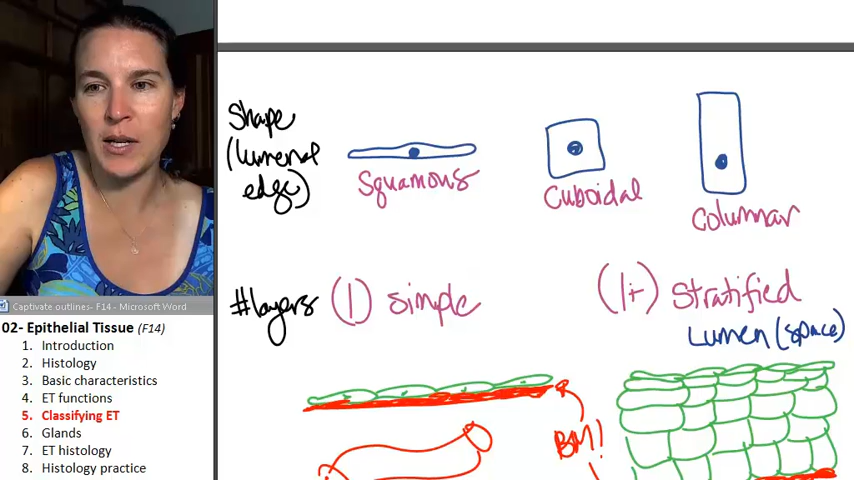 Shape
(lumenal
edge)
Squamous
Cuboidal
Columnar
#layers
(1) simple
(1+) Stratified
Lumen (space)
BM!
Captivate outlines- F14 - Microsoft Word
02- Epithelial Tissue (F14)
1. Introduction
2. Histology
3. Basic characteristics
4. ET functions
5. Classifying ET
6. Glands
7. ET histology
8. Histology practice